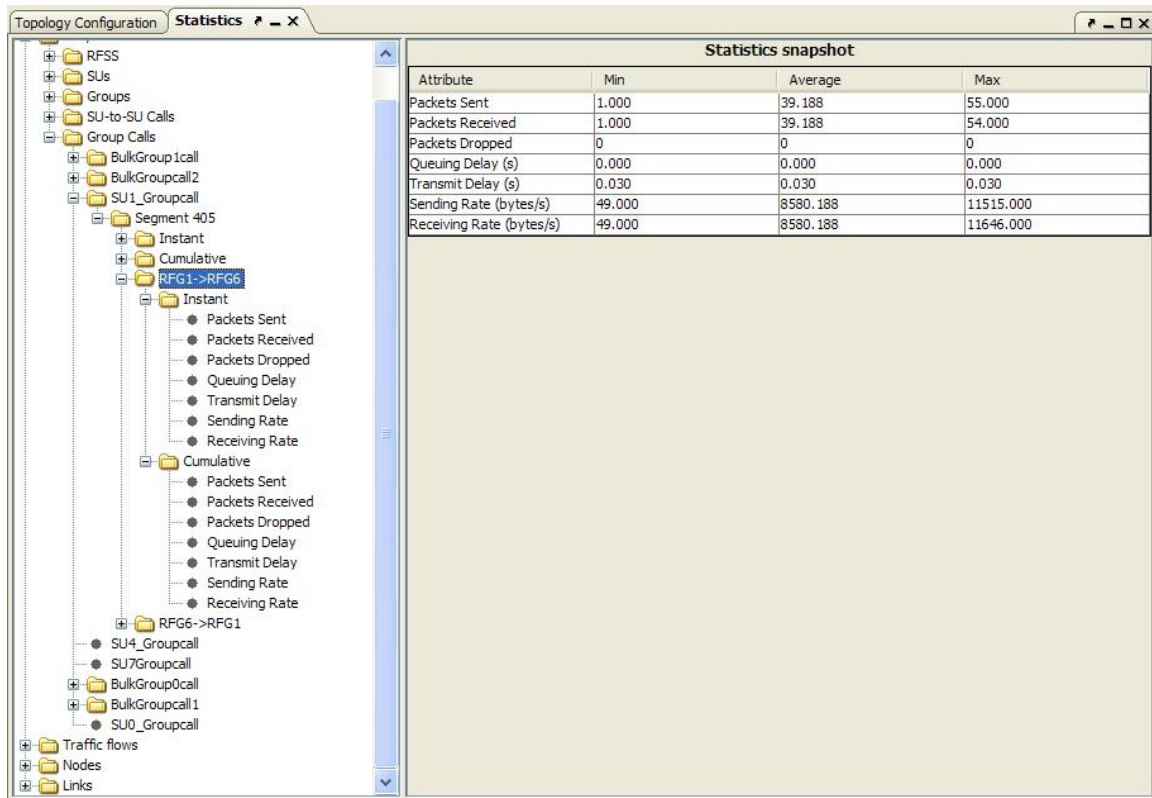 Topology Configuration
Statistics
RFSS
SUs
Groups
SU-to-SU Calls
Group Calls
BulkGroup1call
BulkGroupcall2
SU1_Groupcall
Segment 405
Instant
Cumulative
RFG1->RFG6
Instant
Packets Sent
Packets Received
Packets Dropped
Queuing Delay
Transmit Delay
Sending Rate
Receiving Rate
Cumulative
Packets Sent
Packets Received
Packets Dropped
Queuing Delay
Transmit Delay
Sending Rate
Receiving Rate
RFG6->RFG1
SU4_Groupcall
SU7Groupcall
BulkGroup0call
BulkGroupcall1
SU0_Groupcall
Traffic flows
Nodes
Links
Statistics snapshot
Attribute Min Average Max
Packets Sent 1.000 39.188 55.000
Packets Received 1.000 39.188 54.000
Packets Dropped 0 0 0
Queuing Delay (s) 0.000 0.000 0.000
Transmit Delay (s) 0.030 0.030 0.030
Sending Rate (bytes/s) 49.000 8580.188 11515.000
Receiving Rate (bytes/s) 49.000 8580.188 11646.000